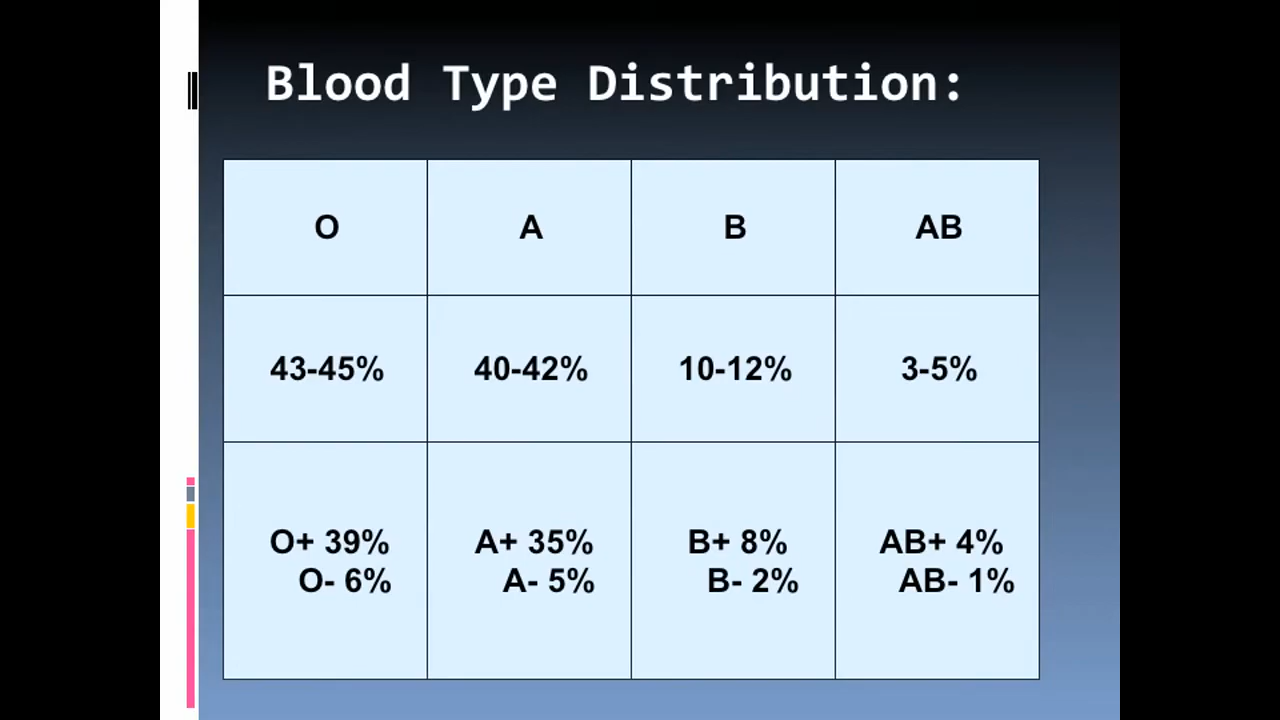 Blood Type Distribution:
O A B AB
43-45% 40-42% 10-12% 3-5%
O+ 39% A+ 35% B+ 8% AB+ 4%
O- 6% A- 5% B- 2% AB- 1%